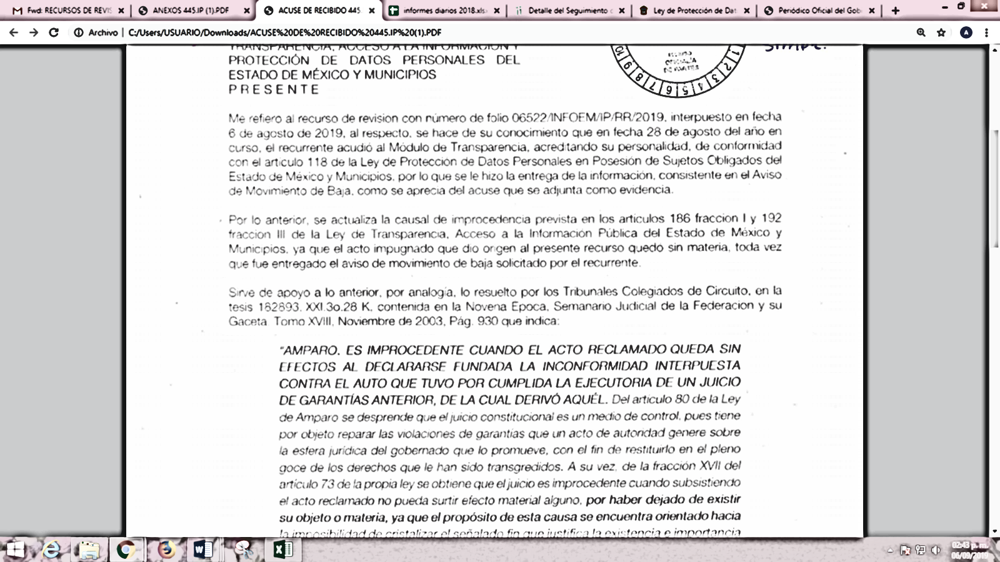 Fwd: RECURSOS DE REVIS
ANEXOS 445.IP (1).PDF
ACUSE DE RECIBIDO 445.
informes diarios 2018.xls
Detalle del Seguimiento
Ley de Protección de Dat
Periódico Oficial del Gob
Archivo | C:/Users/USUARIO/Downloads/ACUSE%20DE%20RECIBIDO%20445.IP%20(1).PDF
A
TRANSPARENCIA, ACCESO A LA INFORMACIÓN Y
PROTECCIÓN DE DATOS PERSONALES DEL
ESTADO DE MÉXICO Y MUNICIPIOS
P R E S E N T E
10 9 8 7 6 5 4 3 2 1
Me refiero al recurso de revision con número de folio 06522/INFOEM/IP/RR/2019, interpuesto en fecha
6 de agosto de 2019, al respecto, se hace de su conocimiento que en fecha 28 de agosto del año en
curso, el recurrente acudió al Módulo de Transparencia, acreditando su personalidad, de conformidad
con el articulo 118 de la Ley de Protección de Datos Personales en Posesión de Sujetos Obligados del
Estado de México y Municipios, por lo que se le hizo la entrega de la información, consistente en el Aviso
de Movimiento de Baja, como se aprecia del acuse que se adjunta como evidencia.
Por lo anterior, se actualiza la causal de improcedencia prevista en los articulos 186 fraccion I y 192
fraccion III de la Ley de Transparencia, Acceso a la Información Pública del Estado de México y
Municipios, ya que el acto impugnado que dio origen al presente recurso quedó sin materia, toda vez
que fue entregado el aviso de movimiento de baja solicitado por el recurrente.
Sirve de apoyo a lo anterior, por analogía, lo resuelto por los Tribunales Colegiados de Circuito, en la
tesis 182893. XXI.3o.28 K, contenida en la Novena Epoca, Semanario Judicial de la Federacion y su
Gaceta. Tomo XVIII, Noviembre de 2003, Pág. 930 que indica:
"AMPARO. ES IMPROCEDENTE CUANDO EL ACTO RECLAMADO QUEDA SIN
EFECTOS AL DECLARARSE FUNDADA LA INCONFORMIDAD INTERPUESTA
CONTRA EL AUTO QUE TUVO POR CUMPLIDA LA EJECUTORIA DE UN JUICIO
DE GARANTÍAS ANTERIOR, DE LA CUAL DERIVÓ AQUÉL. Del articulo 80 de la Ley
de Amparo se desprende que el juicio constitucional es un medio de control, pues tiene
por objeto reparar las violaciones de garantias que un acto de autoridad genere sobre
la esfera jurídica del gobernado que lo promueve, con el fin de restituirlo en el pleno
goce de los derechos que le han sido transgredidos. A su vez, de la fracción XVII del
artículo 73 de la propia ley se obtiene que el juicio es improcedente cuando subsistiendo
el acto reclamado no pueda surtir efecto material alguno, por haber dejado de existir
su objeto o materia, ya que el propósito de esta causa se encuentra orientado hacia
la imposibilidad de cristalizar el señalado fin que justifica la existencia e importancia
02:43 p. m.
06/09/2019